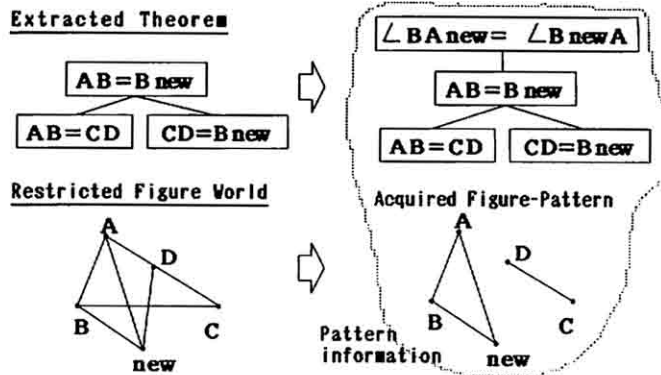 Extracted Theorem
∠BAnew= ∠BnewA
AB=Bnew
AB=Bnew
AB=CD
CD=Bnew
AB=CD
CD=Bnew
Restricted Figure World
Acquired Figure-Pattern
A
D
B
C
new
A
D
B
C
new
Pattern
information